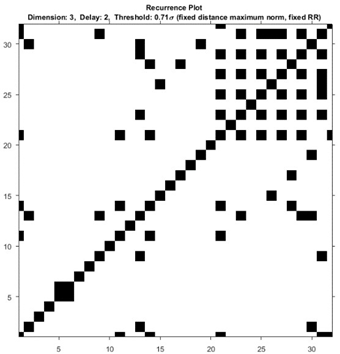 Recurrence Plot
Dimension: 3, Delay: 2, Threshold: 0.71σ (fixed distance maximum norm, fixed RR)
30
25
20
15
10
5
5 10 15 20 25 30